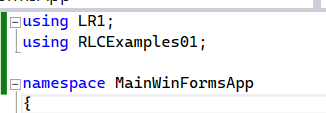 using LR1;
using RLCExamples01;
namespace MainWinFormsApp
{